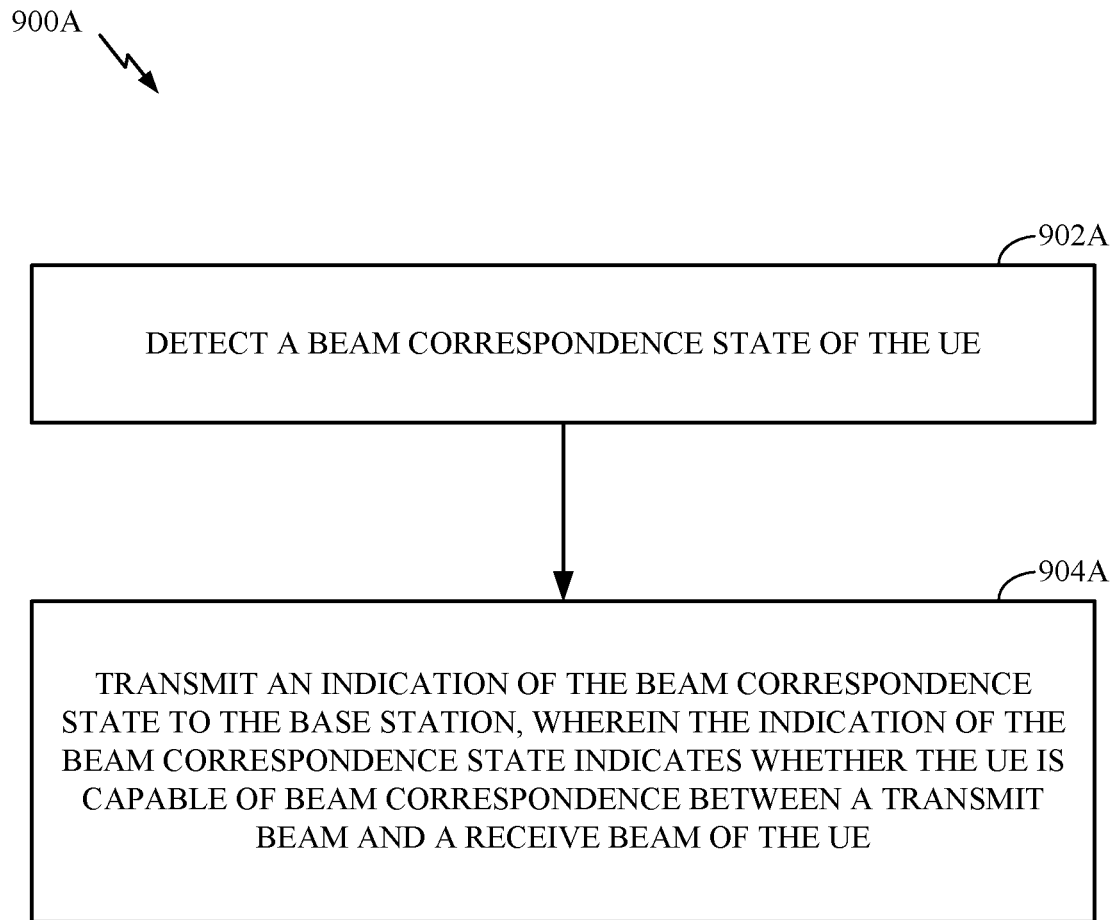 900A
902A
DETECT A BEAM CORRESPONDENCE STATE OF THE UE
904A
TRANSMIT AN INDICATION OF THE BEAM CORRESPONDENCE
STATE TO THE BASE STATION, WHEREIN THE INDICATION OF THE
BEAM CORRESPONDENCE STATE INDICATES WHETHER THE UE IS
CAPABLE OF BEAM CORRESPONDENCE BETWEEN A TRANSMIT
BEAM AND A RECEIVE BEAM OF THE UE